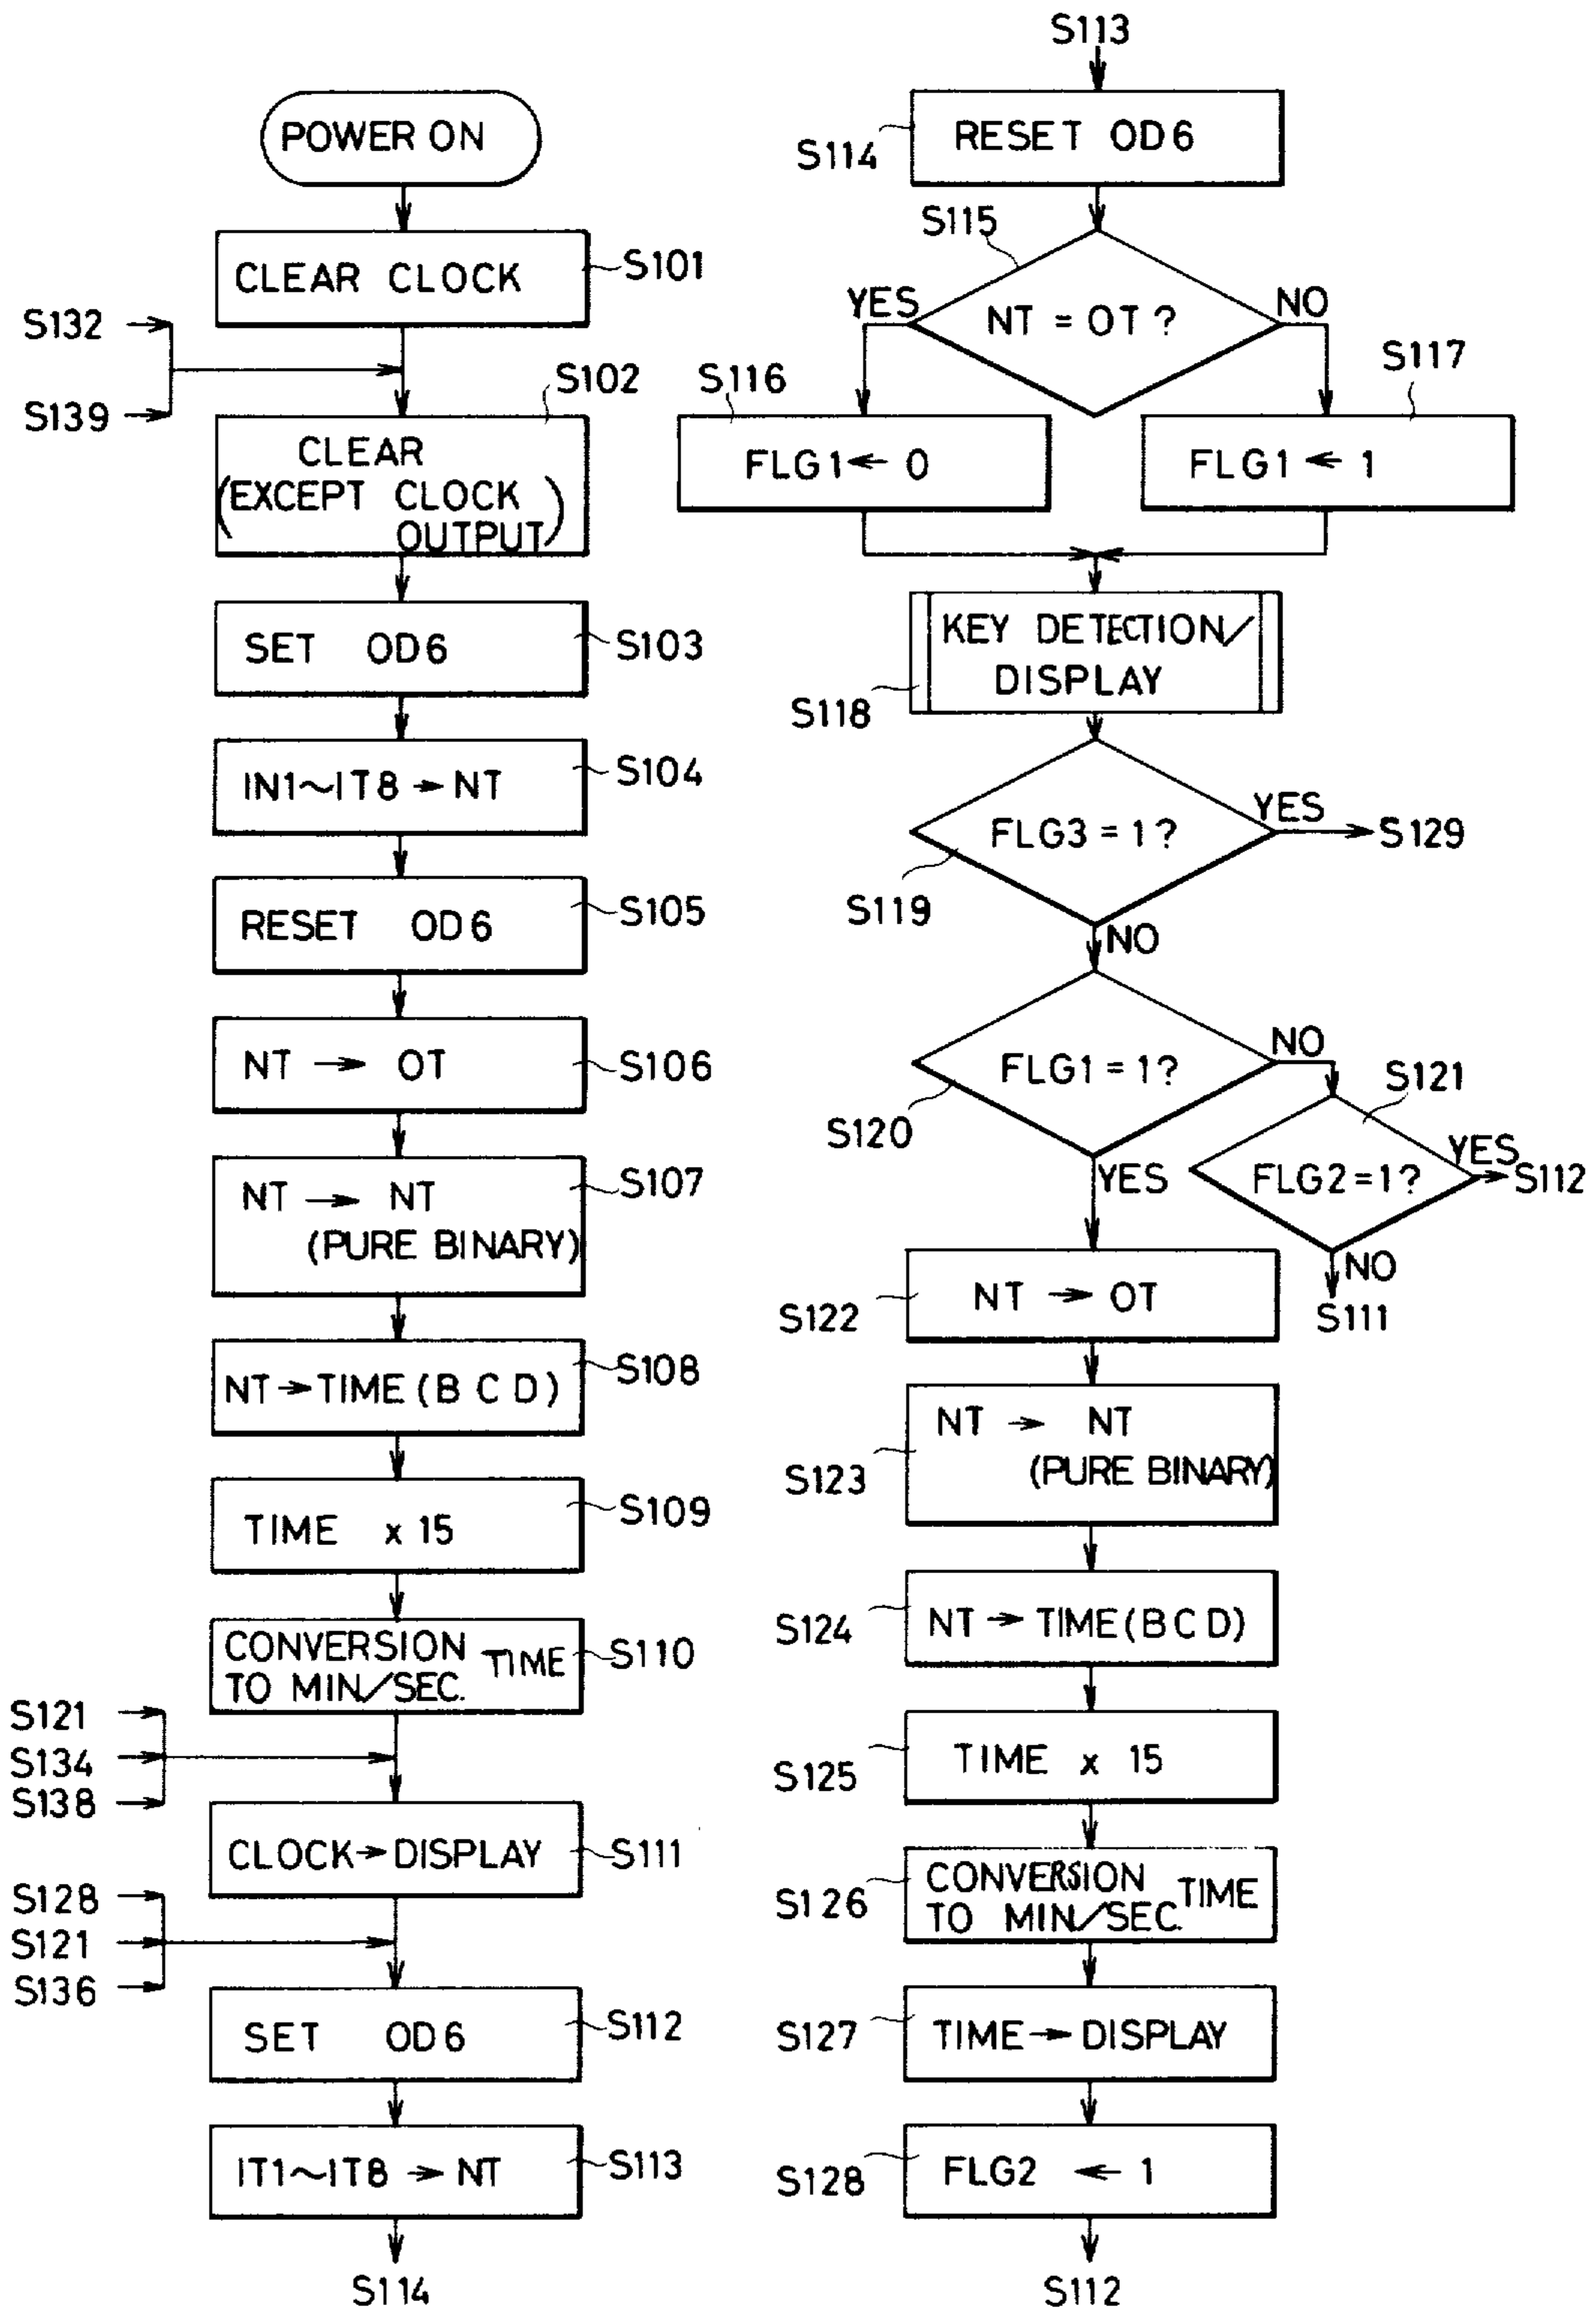 POWER ON
CLEAR CLOCK
S101
S132
S139
S102
CLEAR
(EXCEPT CLOCK
OUTPUT)
SET OD6
S103
IN1~IT8 → NT
S104
RESET OD6
S105
NT → OT
S106
NT → NT
(PURE BINARY)
S107
NT → TIME (B C D)
S108
TIME x 15
S109
CONVERSION
TO MIN/SEC. TIME
S110
S121
S134
S138
CLOCK → DISPLAY
S111
S128
S121
S136
SET OD6
S112
IT1~IT8 → NT
S113
S114
S113
RESET OD6
S114
S115
NT = OT ?
YES
NO
S116
S117
FLG1 ← 0
FLG1 ← 1
KEY DETECTION/
DISPLAY
S118
FLG3 = 1 ?
YES
S129
S119
NO
FLG1 = 1?
NO
S120
YES
S121
FLG2 = 1 ?
YES
S112
NO
S111
NT → OT
S122
NT → NT
(PURE BINARY)
S123
NT → TIME (B C D)
S124
TIME x 15
S125
CONVERSION
TO MIN/SEC. TIME
S126
TIME → DISPLAY
S127
FLG2 ← 1
S128
S112